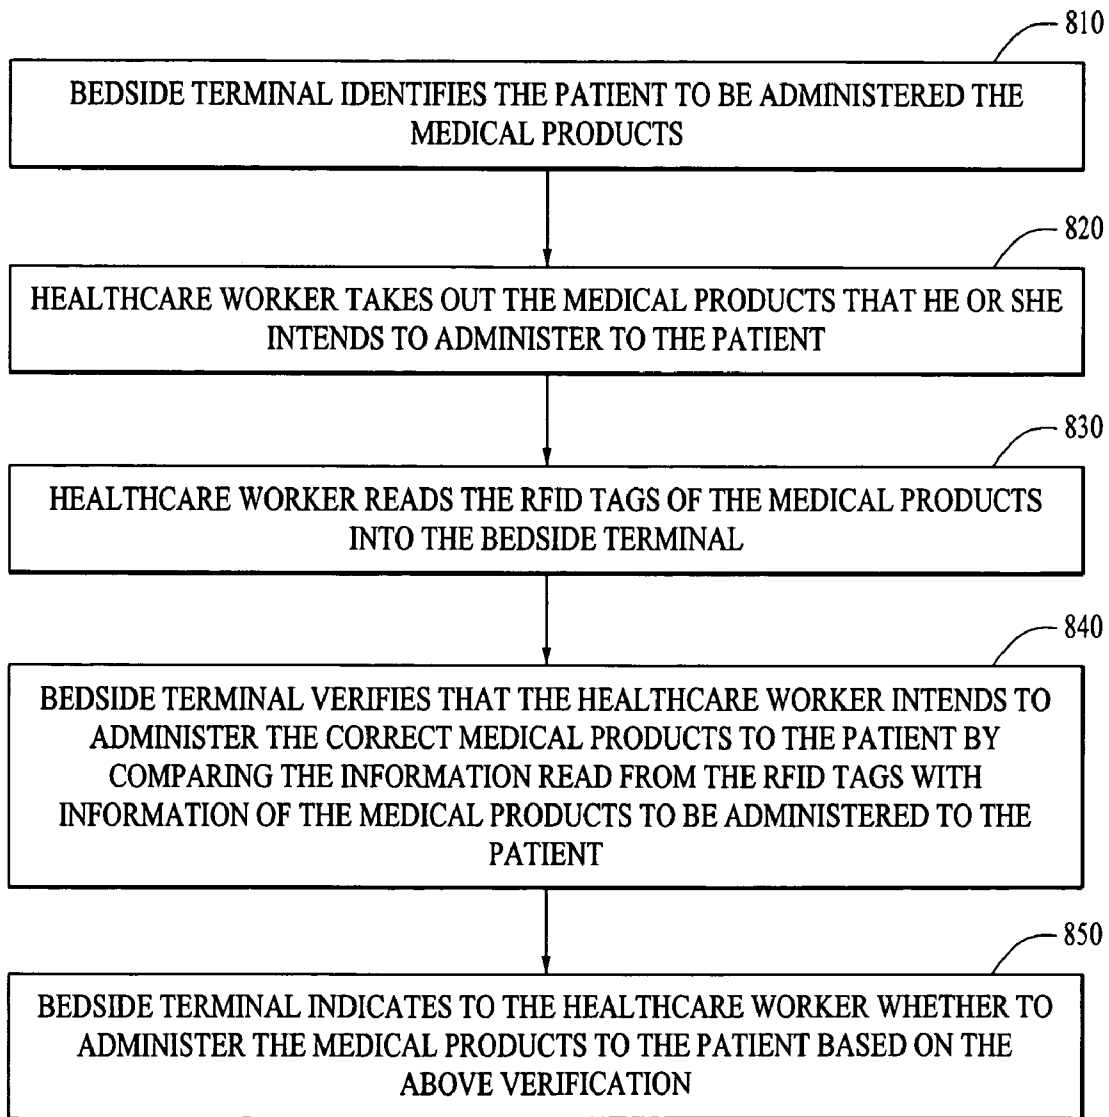 810
BEDSIDE TERMINAL IDENTIFIES THE PATIENT TO BE ADMINISTERED THE
MEDICAL PRODUCTS
820
HEALTHCARE WORKER TAKES OUT THE MEDICAL PRODUCTS THAT HE OR SHE
INTENDS TO ADMINISTER TO THE PATIENT
830
HEALTHCARE WORKER READS THE RFID TAGS OF THE MEDICAL PRODUCTS
INTO THE BEDSIDE TERMINAL
840
BEDSIDE TERMINAL VERIFIES THAT THE HEALTHCARE WORKER INTENDS TO
ADMINISTER THE CORRECT MEDICAL PRODUCTS TO THE PATIENT BY
COMPARING THE INFORMATION READ FROM THE RFID TAGS WITH
INFORMATION OF THE MEDICAL PRODUCTS TO BE ADMINISTERED TO THE
PATIENT
850
BEDSIDE TERMINAL INDICATES TO THE HEALTHCARE WORKER WHETHER TO
ADMINISTER THE MEDICAL PRODUCTS TO THE PATIENT BASED ON THE
ABOVE VERIFICATION